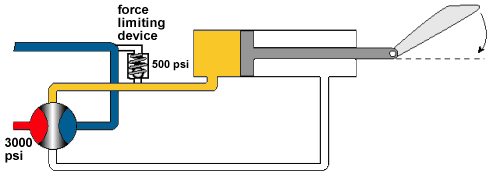 force
limiting
device
500 psi
3000
psi